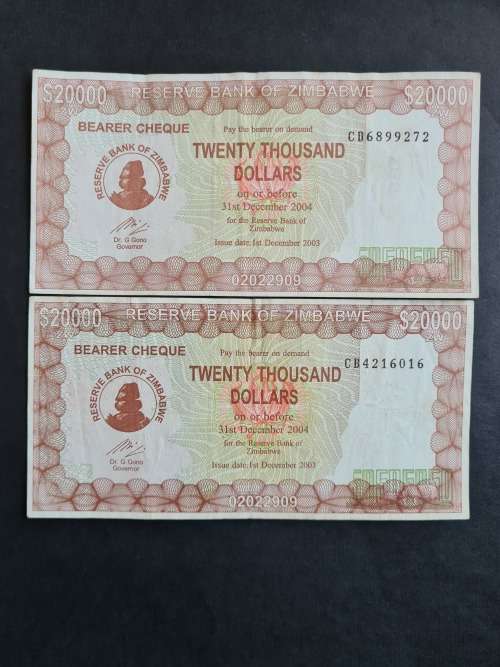 $20000 RESERVE BANK OF ZIMBABWE $20000
BEARER CHEQUE
Pay the bearer on demand
CD6899272
TWENTY THOUSAND
DOLLARS
on or before
31st December 2004
for the Reserve Bank of
Zimbabwe
Issue date: 1st December 2003
RESERVE BANK OF ZIMBABWE
Dr. G Gono
Governor
02022909
$20000 RESERVE BANK OF ZIMBABWE $20000
BEARER CHEQUE
Pay the bearer on demand
CB4216016
TWENTY THOUSAND
DOLLARS
on or before
31st December 2004
for the Reserve Bank of
Zimbabwe
Issue date: 1st December 2003
RESERVE BANK OF ZIMBABWE
Dr. G Gono
Governor
02022909